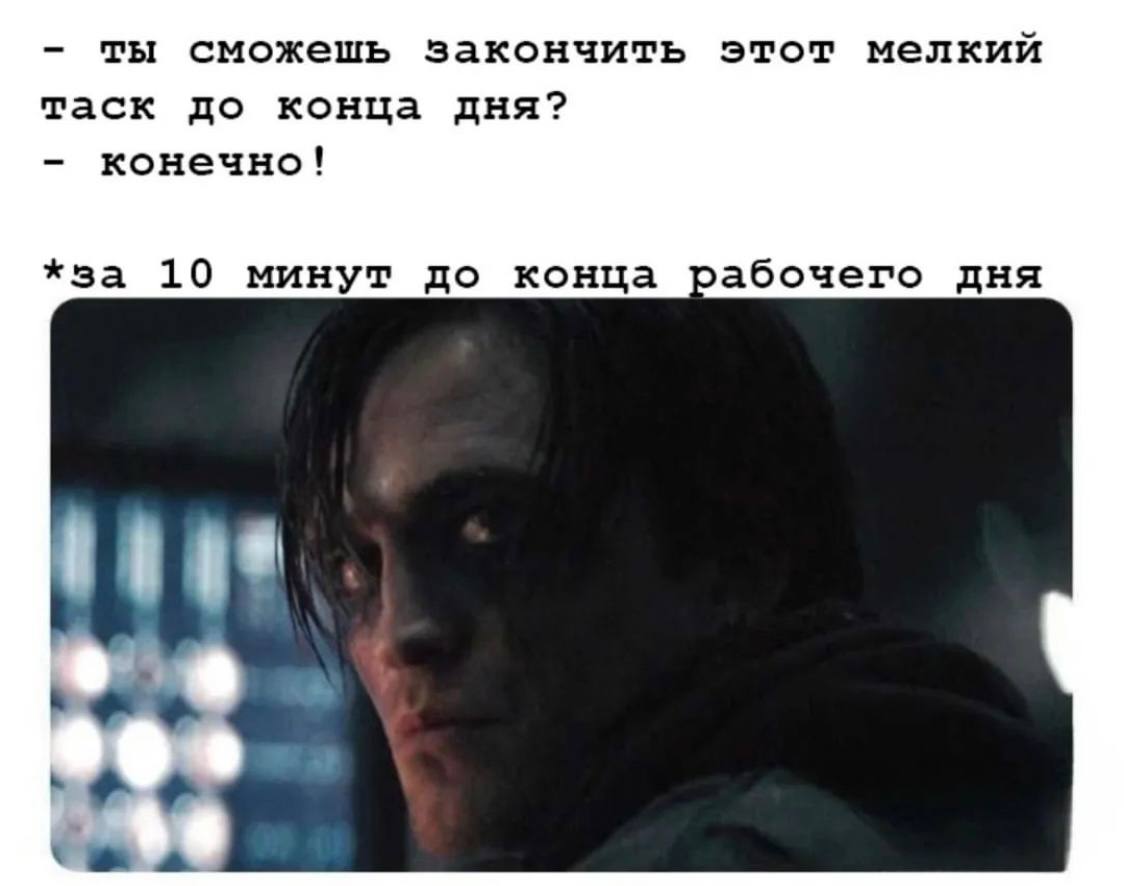 - ты сможешь закончить этот мелкий
таск до конца дня?
- конечно!
*за 10 минут до конца рабочего дня